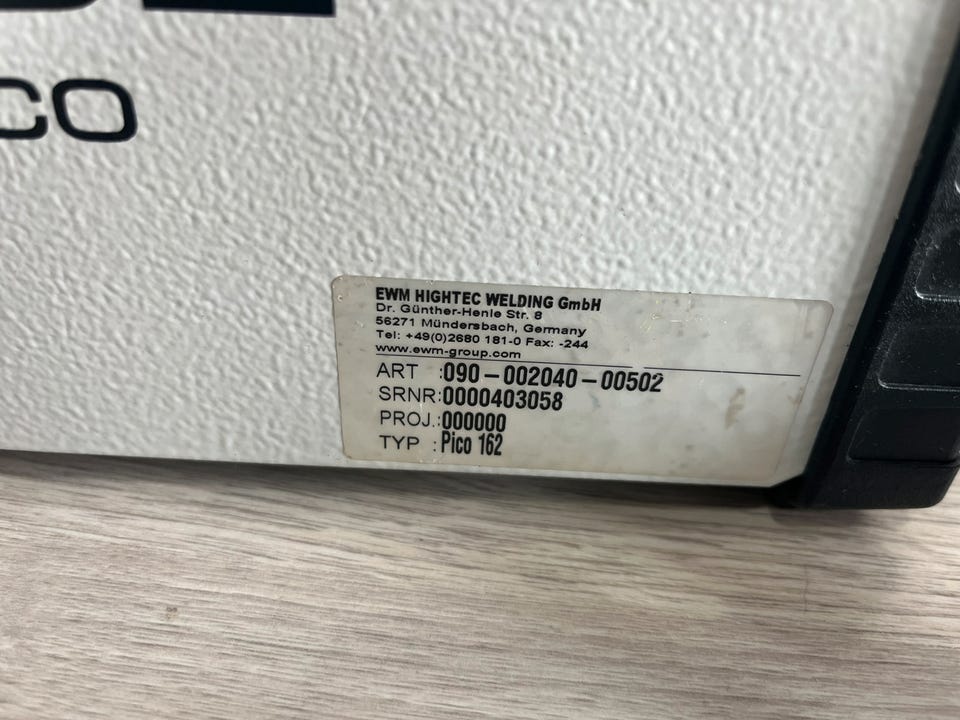 CO
EWM HIGHTEC WELDING GmbH
Dr. Günther-Henle Str. 8
56271 Mündersbach, Germany
Tel: +49(0)2680 181-0 Fax: -244
www.ewm-group.com
ART :090-002040-00502
SRNR:0000403058
PROJ.:000000
TYP :Pico 162